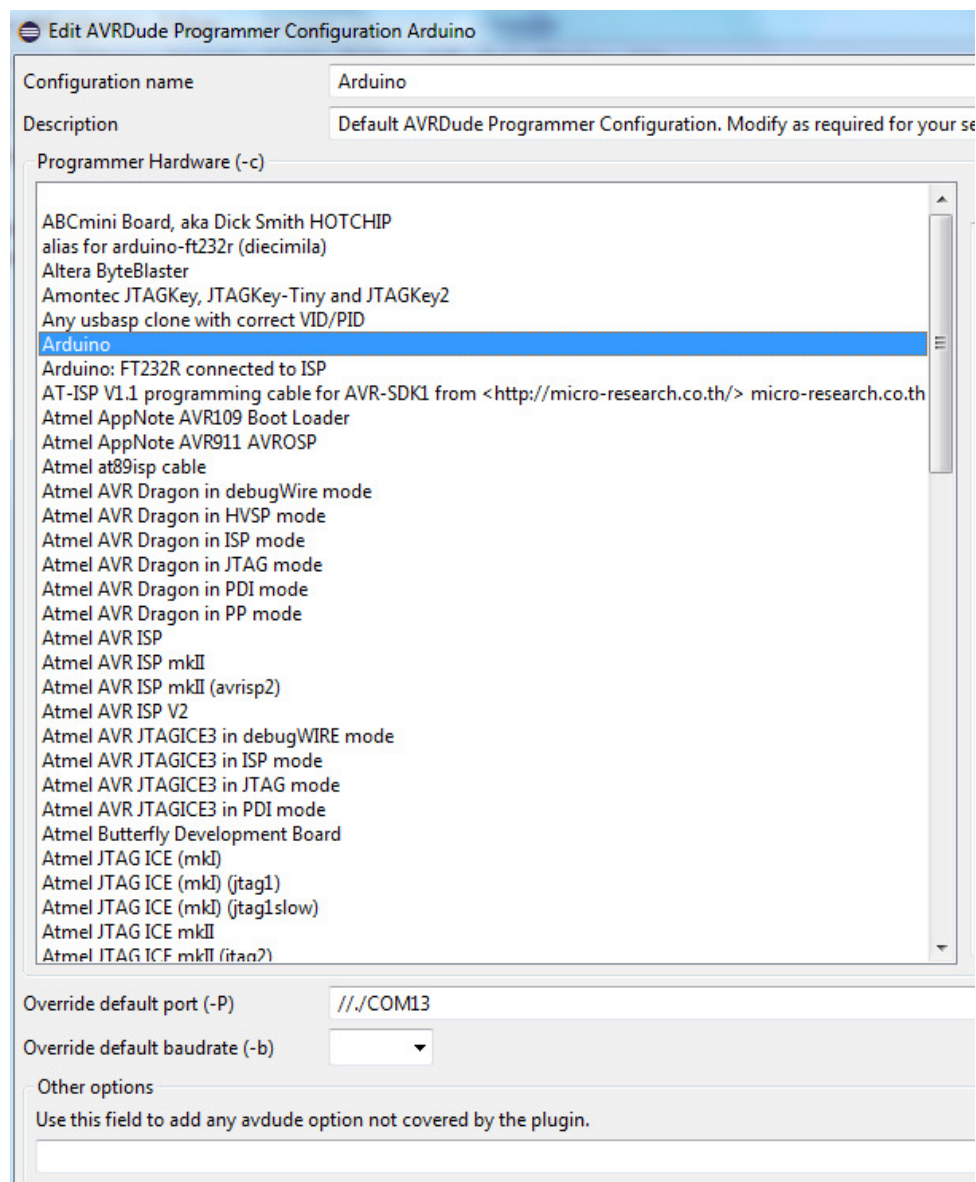 Edit AVRDude Programmer Configuration Arduino
Configuration name Arduino
Description Default AVRDude Programmer Configuration. Modify as required for your
Programmer Hardware (-c)
ABCmini Board, aka Dick Smith HOTCHIP
alias for arduino-ft232r (diecimila)
Altera ByteBlaster
Amontec JTAGKey, JTAGKey-Tiny and JTAGKey2
Any usbasp clone with correct VID/PID
Arduino
Arduino: FT232R connected to ISP
AT-ISP V1.1 programming cable for AVR-SDK1 from <http://micro-research.co.th/> micro-research.co.th
Atmel AppNote AVR109 Boot Loader
Atmel AppNote AVR911 AVROSP
Atmel at89isp cable
Atmel AVR Dragon in debugWire mode
Atmel AVR Dragon in HVSP mode
Atmel AVR Dragon in ISP mode
Atmel AVR Dragon in JTAG mode
Atmel AVR Dragon in PDI mode
Atmel AVR Dragon in PP mode
Atmel AVR ISP
Atmel AVR ISP mkII
Atmel AVR ISP mkII (avrisp2)
Atmel AVR ISP V2
Atmel AVR JTAGICE3 in debugWIRE mode
Atmel AVR JTAGICE3 in ISP mode
Atmel AVR JTAGICE3 in JTAG mode
Atmel AVR JTAGICE3 in PDI mode
Atmel Butterfly Development Board
Atmel JTAG ICE (mkI)
Atmel JTAG ICE (mkI) (jtag1)
Atmel JTAG ICE (mkI) (jtag1slow)
Atmel JTAG ICE mkII
Atmel JTAG ICE mkII (jtag2)
Override default port (-P) //./COM13
Override default baudrate (-b)
Other options
Use this field to add any avdude option not covered by the plugin.